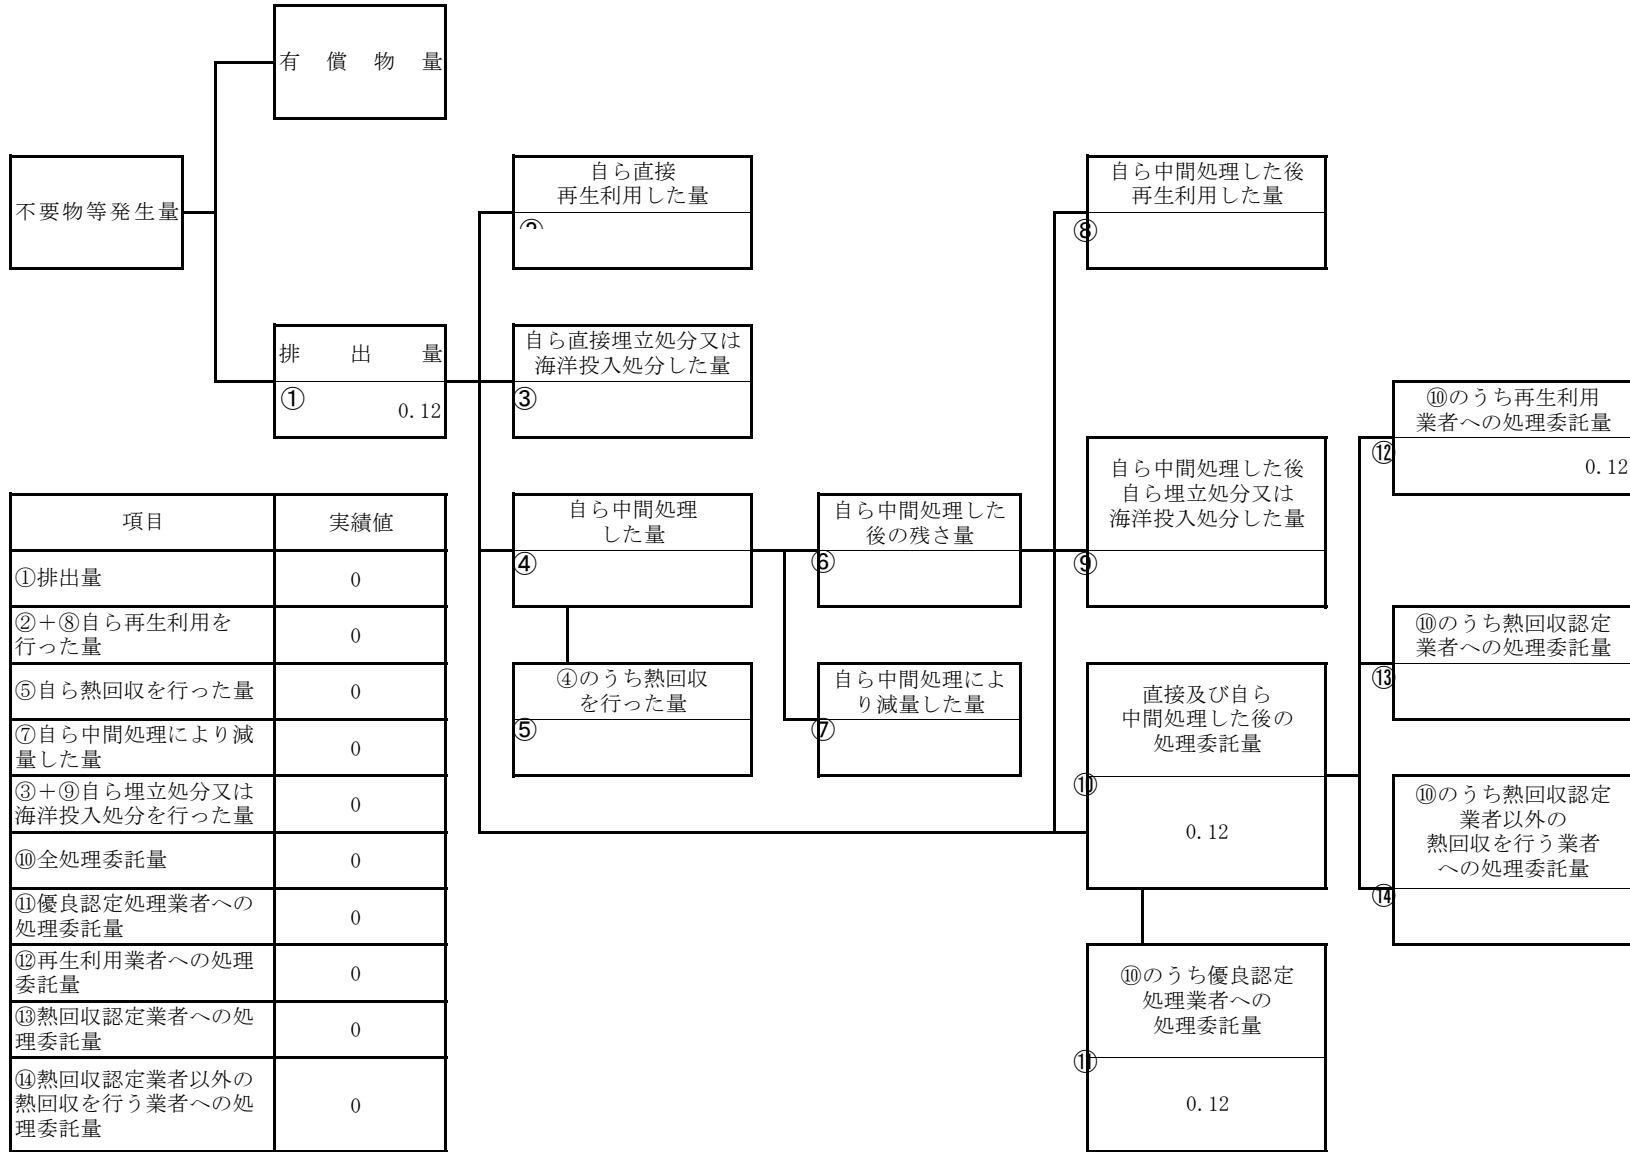 有償物量
不要物等発生量
自ら直接
再生利用した量
自ら中間処理した後
再生利用した量
⑧
排出量
①
0.12
自ら直接埋立処分又は
海洋投入処分した量
③
⑩のうち再生利用
業者への処理委託量
⑫
0.12
自ら中間処理した後
自ら埋立処分又は
海洋投入処分した量
⑨
自ら中間処理
した量
④
自ら中間処理した
後の残さ量
⑥
⑩のうち熱回収認定
業者への処理委託量
⑬
④のうち熱回収
を行った量
⑤
自ら中間処理によ
り減量した量
⑦
直接及び自ら
中間処理した後の
処理委託量
⑩
0.12
⑩のうち熱回収認定
業者以外の
熱回収を行う業者
への処理委託量
⑭
⑩のうち優良認定
処理業者への
処理委託量
⑪
0.12
項目 実績値
①排出量 0
②+⑧自ら再生利用を
行った量 0
⑤自ら熱回収を行った量 0
⑦自ら中間処理により減
量した量 0
③+⑨自ら埋立処分又は
海洋投入処分を行った量 0
⑩全処理委託量 0
⑪優良認定処理業者への
処理委託量 0
⑫再生利用業者への処理
委託量 0
⑬熱回収認定業者への処
理委託量 0
⑭熱回収認定業者以外の
熱回収を行う業者への処
理委託量 0